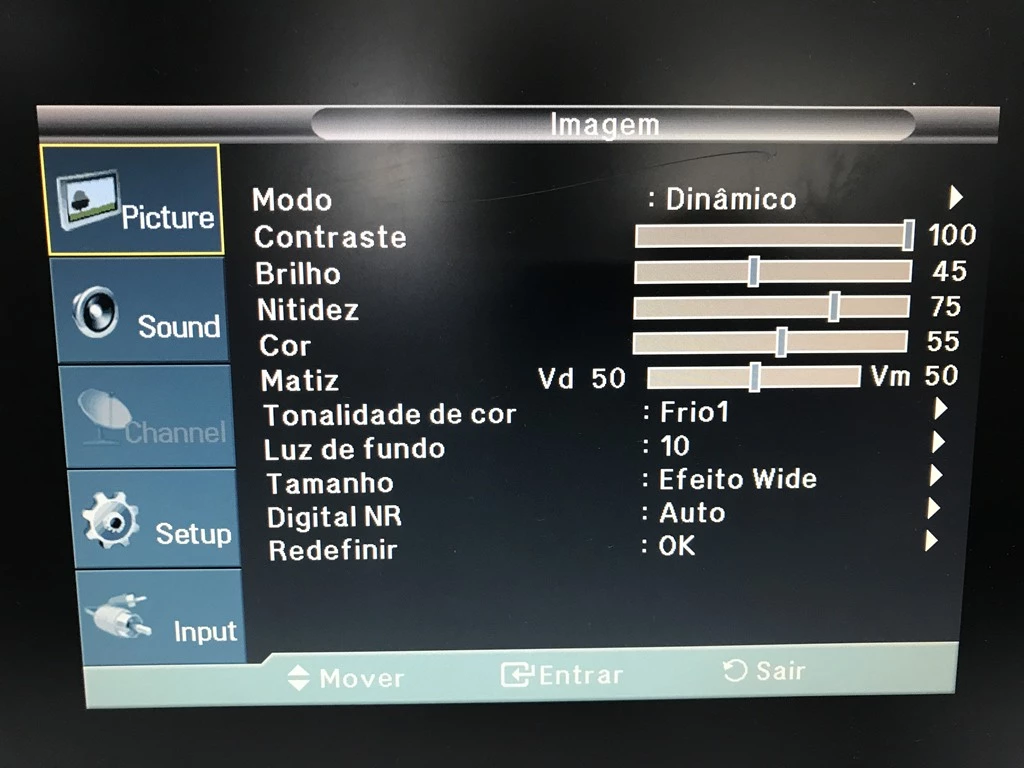 Imagem
Picture
Sound
Channel
Setup
Input
Modo : Dinâmico
Contraste 100
Brilho 45
Nitidez 75
Cor 55
Matiz Vd 50 Vm 50
Tonalidade de cor : Frio1
Luz de fundo : 10
Tamanho : Efeito Wide
Digital NR : Auto
Redefinir : OK
Mover Entrar Sair